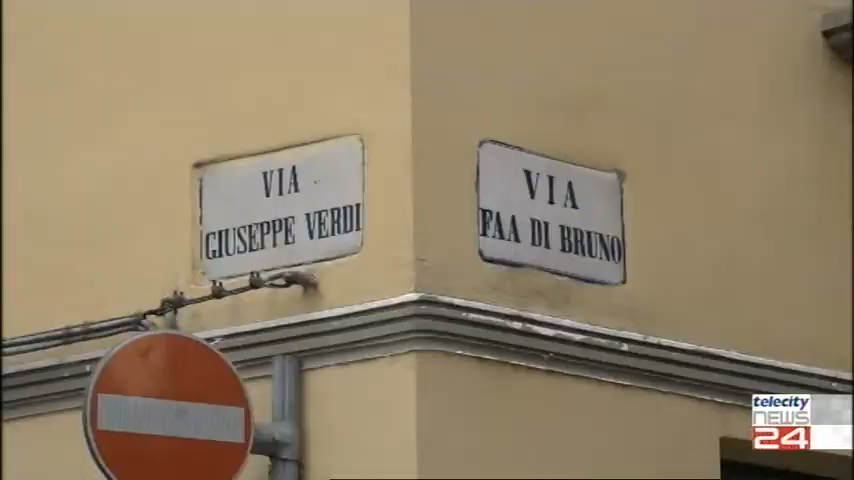 VIA
GIUSEPPE VERDI
VIA
FAA DI BRUNO
telecity
NEWS
24